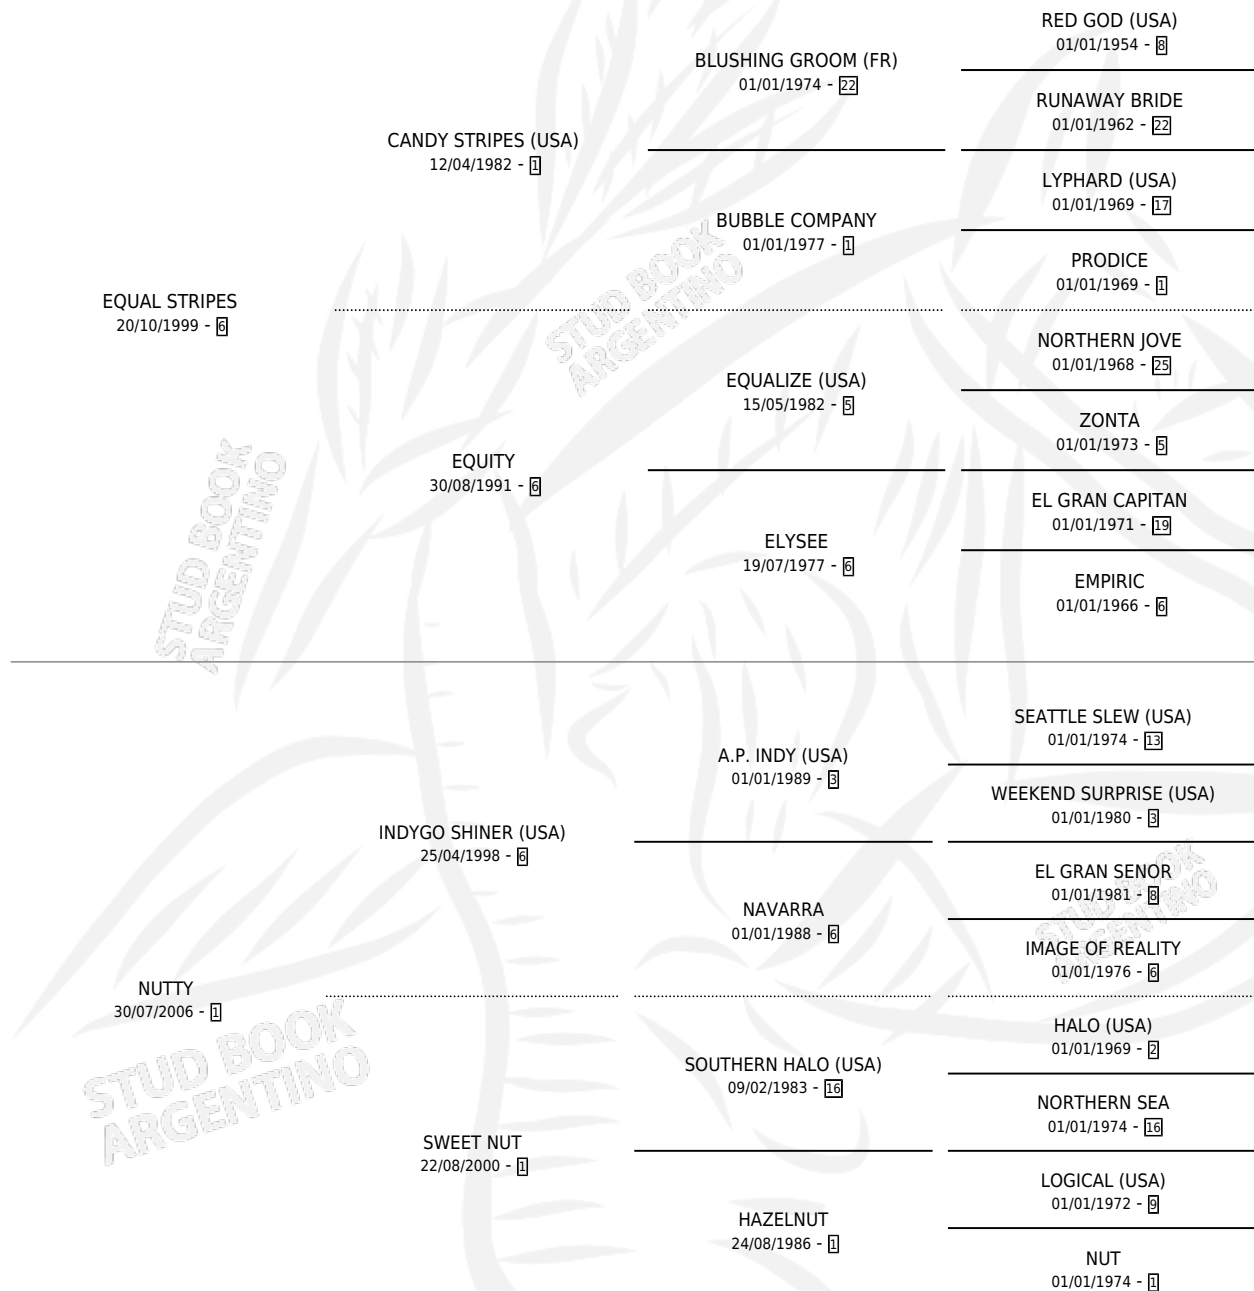 RED GOD (USA)
01/01/1954 - 8
BLUSHING GROOM (FR)
01/01/1974 - 22
RUNAWAY BRIDE
01/01/1962 - 22
CANDY STRIPES (USA)
12/04/1982 - 1
LYPHARD (USA)
01/01/1969 - 17
BUBBLE COMPANY
01/01/1977 - 1
PRODICE
01/01/1969 - 1
EQUAL STRIPES
20/10/1999 - 6
NORTHERN JOVE
01/01/1968 - 25
EQUALIZE (USA)
15/05/1982 - 5
ZONTA
01/01/1973 - 5
EQUITY
30/08/1991 - 6
EL GRAN CAPITAN
01/01/1971 - 19
ELYSEE
19/07/1977 - 6
EMPIRIC
01/01/1966 - 6
STUD BOOK
ARGENTINO
STUD BOOK
ARGENTINO
SEATTLE SLEW (USA)
01/01/1974 - 13
A.P. INDY (USA)
01/01/1989 - 3
WEEKEND SURPRISE (USA)
01/01/1980 - 3
INDYGO SHINER (USA)
25/04/1998 - 6
EL GRAN SENOR
01/01/1981 - 8
NAVARRA
01/01/1988 - 6
IMAGE OF REALITY
01/01/1976 - 6
NUTTY
30/07/2006 - 1
HALO (USA)
01/01/1969 - 2
SOUTHERN HALO (USA)
09/02/1983 - 16
NORTHERN SEA
01/01/1974 - 16
SWEET NUT
22/08/2000 - 1
LOGICAL (USA)
01/01/1972 - 9
HAZELNUT
24/08/1986 - 1
NUT
01/01/1974 - 1
STUD BOOK
ARGENTINO
STUD BOOK
ARGENTINO